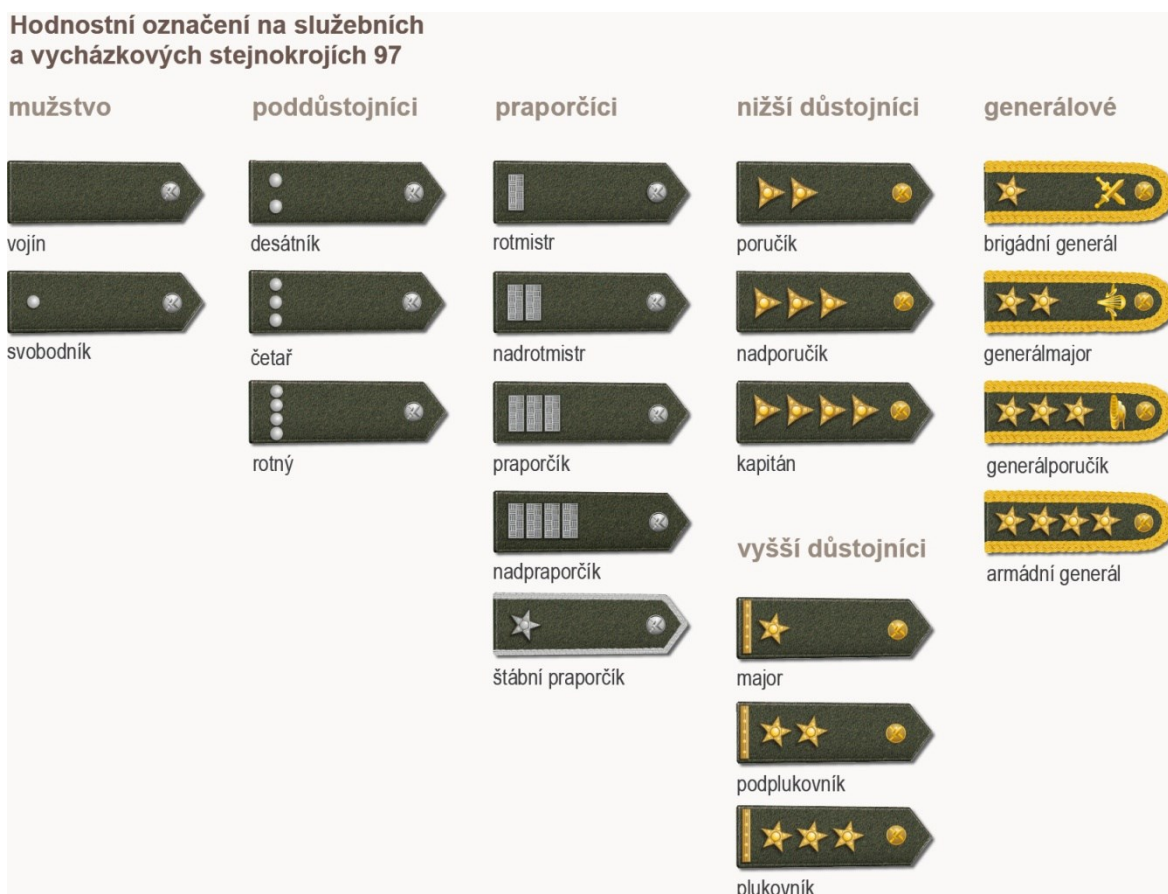 Hodnostní označení na služebních
a vycházkových stejnokrojích 97
mužstvo
vojín
svobodník
poddůstojníci
desátník
četař
rotný
praporčíci
rotmistr
nadrotmistr
praporčík
nadpraporčík
štábní praporčík
nižší důstojníci
poručík
nadporučík
kapitán
vyšší důstojníci
major
podplukovník
plukovník
generálové
brigádní generál
generálmajor
generálporučík
armádní generál